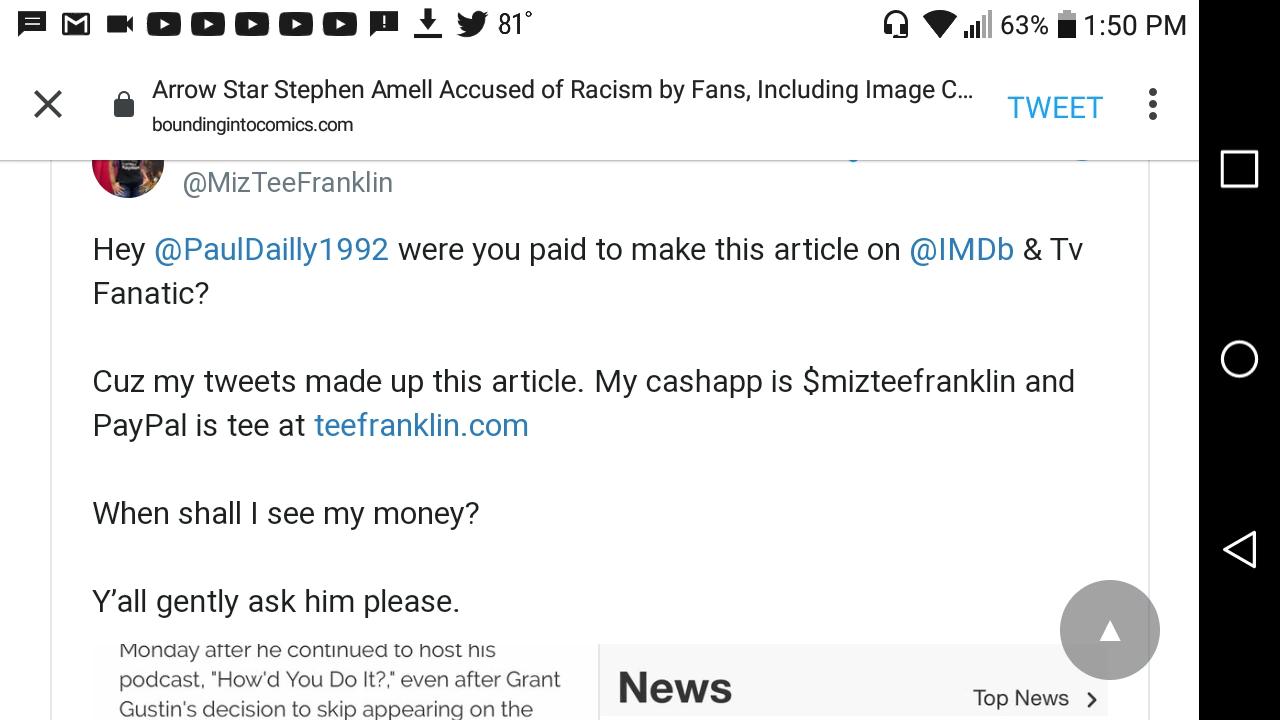 81°
63%
1:50 PM
Arrow Star Stephen Amell Accused of Racism by Fans, Including Image C...
boundingintocomics.com
TWEET
@MizTeeFranklin
Hey @PaulDailly1992 were you paid to make this article on @IMDb & Tv
Fanatic?
Cuz my tweets made up this article. My cashapp is $mizteefranklin and
PayPal is tee at teefranklin.com
When shall I see my money?
Y’all gently ask him please.
Monday after he continued to host his
podcast, "How'd You Do It?," even after Grant
Gustin's decision to skip appearing on the
News
Top News